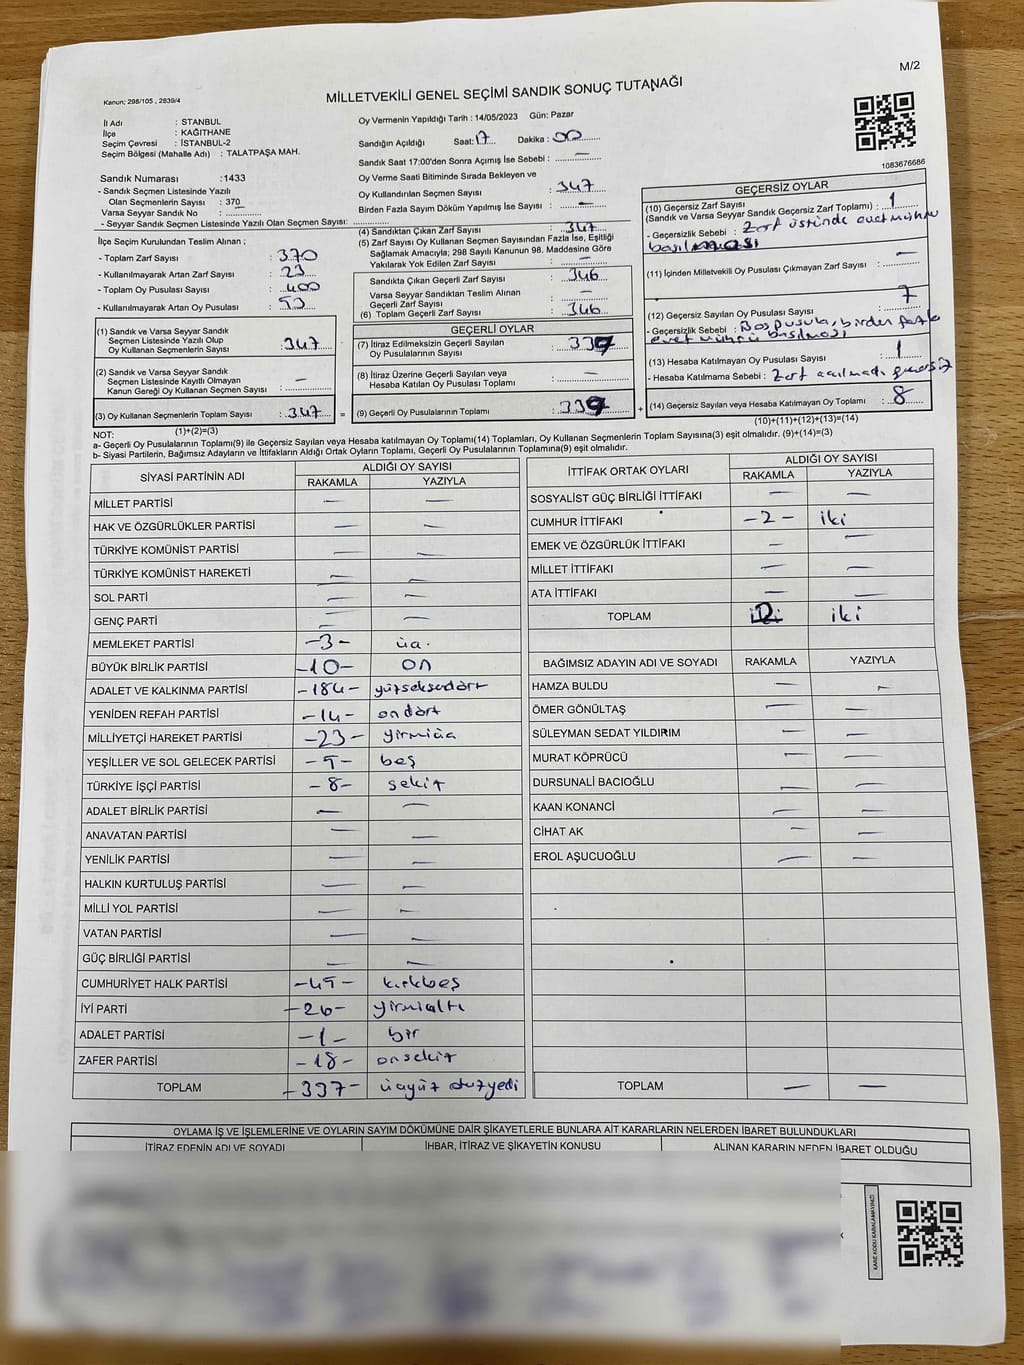 M/2
Kanun; 298/105 , 2839/4
MİLLETVEKİLİ GENEL SEÇİMİ SANDIK SONUÇ TUTANAĞI
İl Adı : STANBUL
İlçe : KAĞITHANE
Seçim Çevresi : İSTANBUL-2
Seçim Bölgesi (Mahalle Adı) : TALATPAŞA MAH.
Sandık Numarası :1433
- Sandık Seçmen Listesinde Yazılı
Olan Seçmenlerin Sayısı : 370
Varsa Seyyar Sandık No :
- Seyyar Sandık Seçmen Listesinde Yazılı Olan Seçmen Sayısı:
İlçe Seçim Kurulundan Teslim Alınan ;
- Toplam Zarf Sayısı : 370
- Kullanılmayarak Artan Zarf Sayısı : 23
- Toplam Oy Pusulası Sayısı : 400
- Kullanılmayarak Artan Oy Pusulası : 53
(1) Sandık ve Varsa Seyyar Sandık
Seçmen Listesinde Yazılı Olup
Oy Kullanan Seçmenlerin Sayısı : 347
(2) Sandık ve Varsa Seyyar Sandık
Seçmen Listesinde Kayıtlı Olmayan
Kanun Gereği Oy Kullanan Seçmen Sayısı : —
(3) Oy Kullanan Seçmenlerin Toplam Sayısı : 347 =
(1)+(2)=(3)
Oy Vermenin Yapıldığı Tarih : 14/05/2023 Gün: Pazar
Sandığın Açıldığı Saat: 17 Dakika : 00
Sandık Saat 17:00'den Sonra Açımış İse Sebebi : —
Oy Verme Saati Bitiminde Sırada Bekleyen ve
Oy Kullandırılan Seçmen Sayısı : 347
Birden Fazla Sayım Döküm Yapılmış İse Sayısı : —
(4) Sandıktan Çıkan Zarf Sayısı : 347
(5) Zarf Sayısı Oy Kullanan Seçmen Sayısından Fazla İse, Eşitliği
Sağlamak Amacıyla; 298 Sayılı Kanunun 98. Maddesine Göre
Yakılarak Yok Edilen Zarf Sayısı : —
Sandıkta Çıkan Geçerli Zarf Sayısı : 346
Varsa Seyyar Sandıktan Teslim Alınan
Geçerli Zarf Sayısı : —
(6) Toplam Geçerli Zarf Sayısı : 346
GEÇERLİ OYLAR
(7) İtiraz Edilmeksizin Geçerli Sayılan
Oy Pusulalarının Sayısı : 339
(8) İtiraz Üzerine Geçerli Sayılan veya
Hesaba Katılan Oy Pusulası Toplamı : —
(9) Geçerli Oy Pusulalarının Toplamı : 339 +
1083676686
GEÇERSİZ OYLAR
(10) Geçersiz Zarf Sayısı
(Sandık ve Varsa Seyyar Sandık Geçersiz Zarf Toplamı) : 1
- Geçersizlik Sebebi : Zarf üstünde evet mührü
basılması
(11) İçinden Milletvekili Oy Pusulası Çıkmayan Zarf Sayısı : —
(12) Geçersiz Sayılan Oy Pusulası Sayısı : 7
- Geçersizlik Sebebi : Boş pusula, birden fazla
evet mührü basılması
(13) Hesaba Katılmayan Oy Pusulası Sayısı : 1
- Hesaba Katılmama Sebebi : Zarf açılmadı geçersiz
(14) Geçersiz Sayılan veya Hesaba Katılmayan Oy Toplamı : 8
(10)+(11)+(12)+(13)=(14)
NOT:
a- Geçerli Oy Pusulalarının Toplamı(9) ile Geçersiz Sayılan veya Hesaba katılmayan Oy Toplamı(14) Toplamları, Oy Kullanan Seçmenlerin Toplam Sayısına(3) eşit olmalıdır. (9)+(14)=(3)
b- Siyasi Partilerin, Bağımsız Adayların ve İttifakların Aldığı Ortak Oyların Toplamı, Geçerli Oy Pusulalarının Toplamına(9) eşit olmalıdır.
SİYASİ PARTİNİN ADI ALDIĞI OY SAYISI
RAKAMLA YAZIYLA
MİLLET PARTİSİ — —
HAK VE ÖZGÜRLÜKLER PARTİSİ — —
TÜRKİYE KOMÜNİST PARTİSİ — —
TÜRKİYE KOMÜNİST HAREKETİ — —
SOL PARTİ — —
GENÇ PARTİ — —
MEMLEKET PARTİSİ -3- üç.
BÜYÜK BİRLİK PARTİSİ -10- on
ADALET VE KALKINMA PARTİSİ -184- yüzseksendört
YENİDEN REFAH PARTİSİ -14- ondört
MİLLİYETÇİ HAREKET PARTİSİ -23- yirmiüç
YEŞİLLER VE SOL GELECEK PARTİSİ -5- beş
TÜRKİYE İŞÇİ PARTİSİ -8- sekiz
ADALET BİRLİK PARTİSİ — —
ANAVATAN PARTİSİ — —
YENİLİK PARTİSİ — —
HALKIN KURTULUŞ PARTİSİ — —
MİLLİ YOL PARTİSİ — —
VATAN PARTİSİ — —
GÜÇ BİRLİĞİ PARTİSİ — —
CUMHURİYET HALK PARTİSİ -45- kırkbeş
İYİ PARTİ -26- yirmialtı
ADALET PARTİSİ -1- bir
ZAFER PARTİSİ -18- onsekiz
TOPLAM -337- üçyüz otuzyedi
İTTİFAK ORTAK OYLARI ALDIĞI OY SAYISI
RAKAMLA YAZIYLA
SOSYALİST GÜÇ BİRLİĞİ İTTİFAKI — —
CUMHUR İTTİFAKI -2- iki
EMEK VE ÖZGÜRLÜK İTTİFAKI — —
MİLLET İTTİFAKI — —
ATA İTTİFAKI — —
TOPLAM 2 iki
BAĞIMSIZ ADAYIN ADI VE SOYADI RAKAMLA YAZIYLA
HAMZA BULDU — —
ÖMER GÖNÜLTAŞ — —
SÜLEYMAN SEDAT YILDIRIM — —
MURAT KÖPRÜCÜ — —
DURSUNALİ BACIOĞLU — —
KAAN KONANCİ — —
CİHAT AK — —
EROL AŞUCUOĞLU — —
TOPLAM — —
OYLAMA İŞ VE İŞLEMLERİNE VE OYLARIN SAYIM DÖKÜMÜNE DAİR ŞİKAYETLERLE BUNLARA AİT KARARLARIN NELERDEN İBARET BULUNDUKLARI
İTİRAZ EDENİN ADI VE SOYADI İHBAR, İTİRAZ VE ŞİKAYETİN KONUSU ALINAN KARARIN NEDEN İBARET OLDUĞU